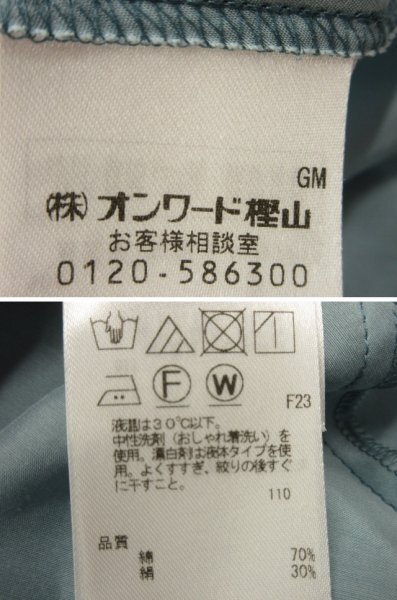 GM
㈱オンワード樫山
お客様相談室
0120-586300
F
W
F23
液温は30℃以下。
中性洗剤（おしゃれ着洗い）を
使用。漂白剤は液体タイプを使
用。よくすすぎ、絞りの後すぐ
に干すこと。
110
品質
綿 70%
絹 30%